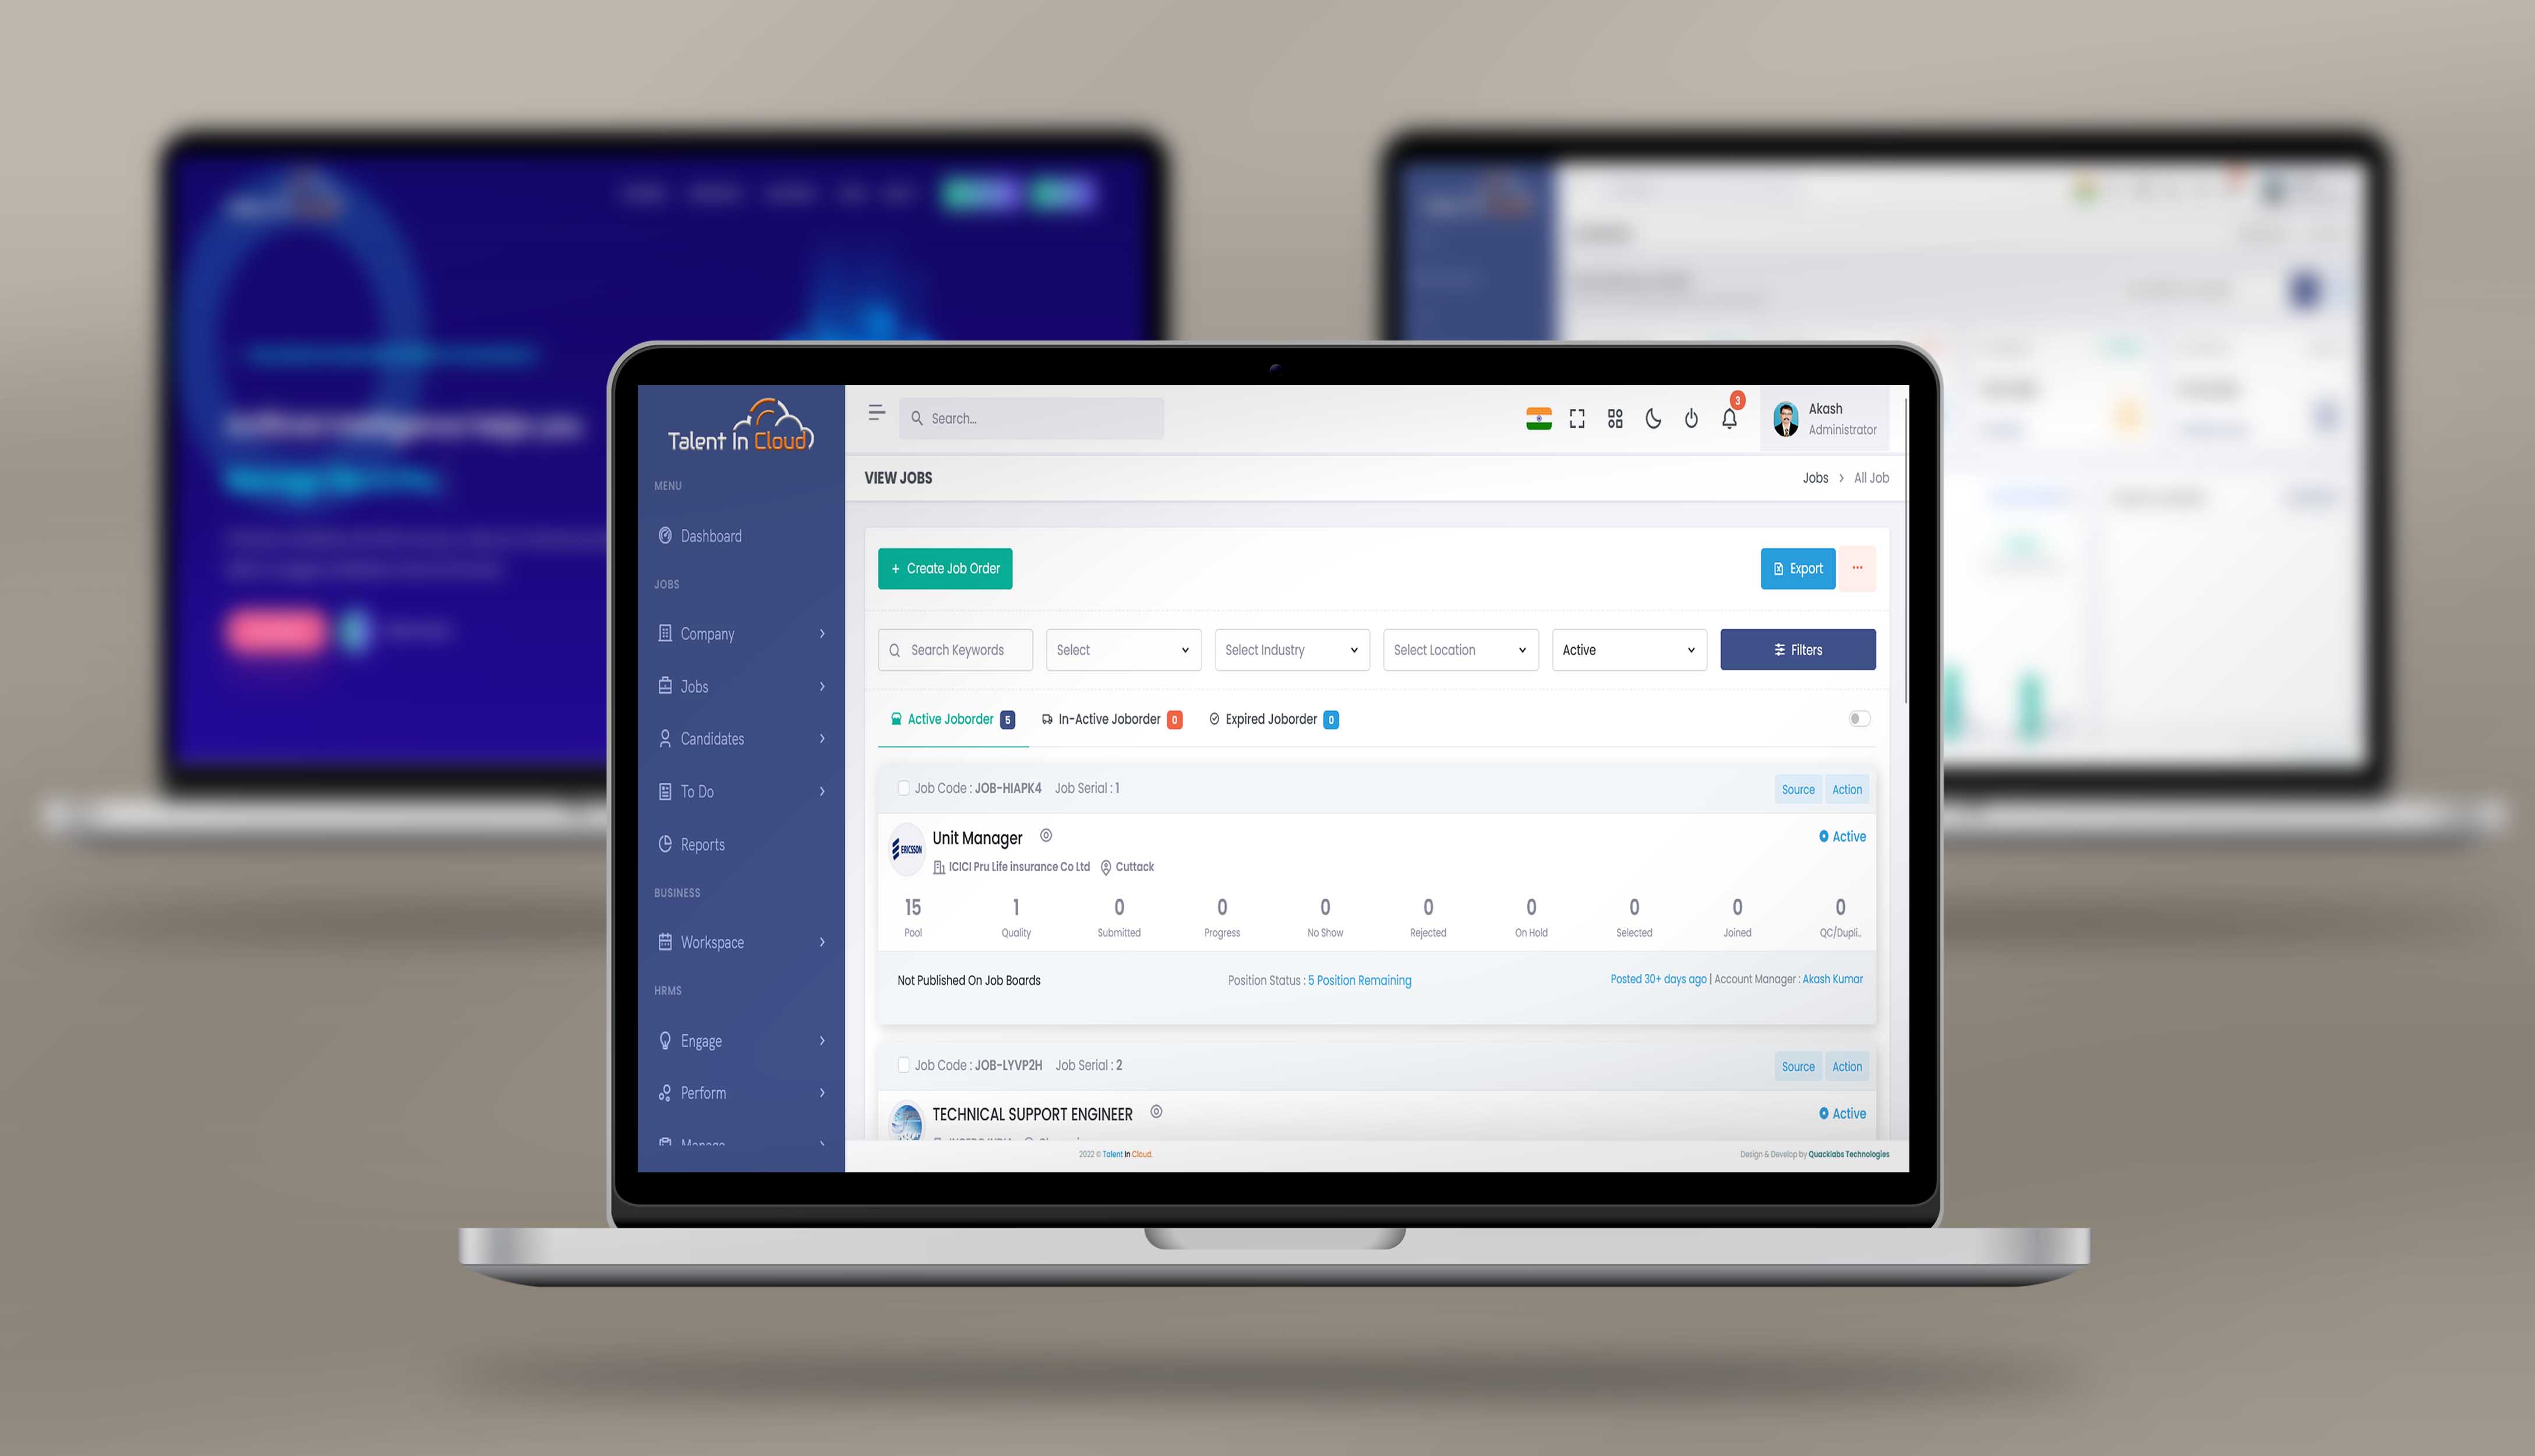 Talent In Cloud
Search...
3
Akash
Administrator
MENU
VIEW JOBS
Jobs > All Job
Dashboard
+ Create Job Order
Export
...
JOBS
Company
Search Keywords
Select
Select Industry
Select Location
Active
Filters
Jobs
Active Joborder 5
In-Active Joborder 0
Expired Joborder 0
Candidates
To Do
Job Code : JOB-HIAPK4 Job Serial : 1
Source
Action
Reports
ERICSSON
Unit Manager
Active
ICICI Pru Life insurance Co Ltd Cuttack
BUSINESS
15 1 0 0 0 0 0 0 0 0
Pool Quality Submitted Progress No Show Rejected On Hold Selected Joined QC/Dupli..
Workspace
Not Published On Job Boards
Position Status : 5 Position Remaining
Posted 30+ days ago | Account Manager : Akash Kumar
HRMS
Engage
Job Code : JOB-LYVP2H Job Serial : 2
Source
Action
Perform
TECHNICAL SUPPORT ENGINEER
Active
Manage
2022 © Talent In Cloud.
Design & Develop by Quacklabs Technologies